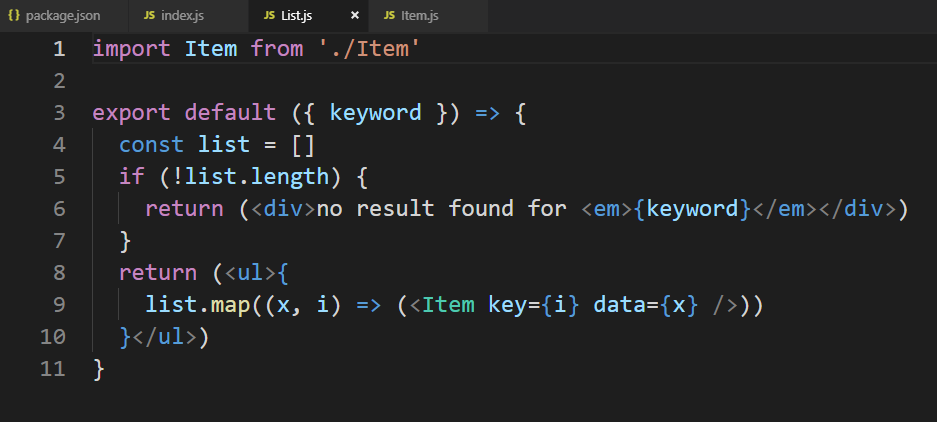 {} package.json JS index.js JS List.js × JS Item.js
1 import Item from './Item'
2
3 export default ({ keyword }) => {
4   const list = []
5   if (!list.length) {
6     return (<div>no result found for <em>{keyword}</em></div>)
7   }
8   return (<ul>{
9     list.map((x, i) => (<Item key={i} data={x} />))
10   }</ul>)
11 }